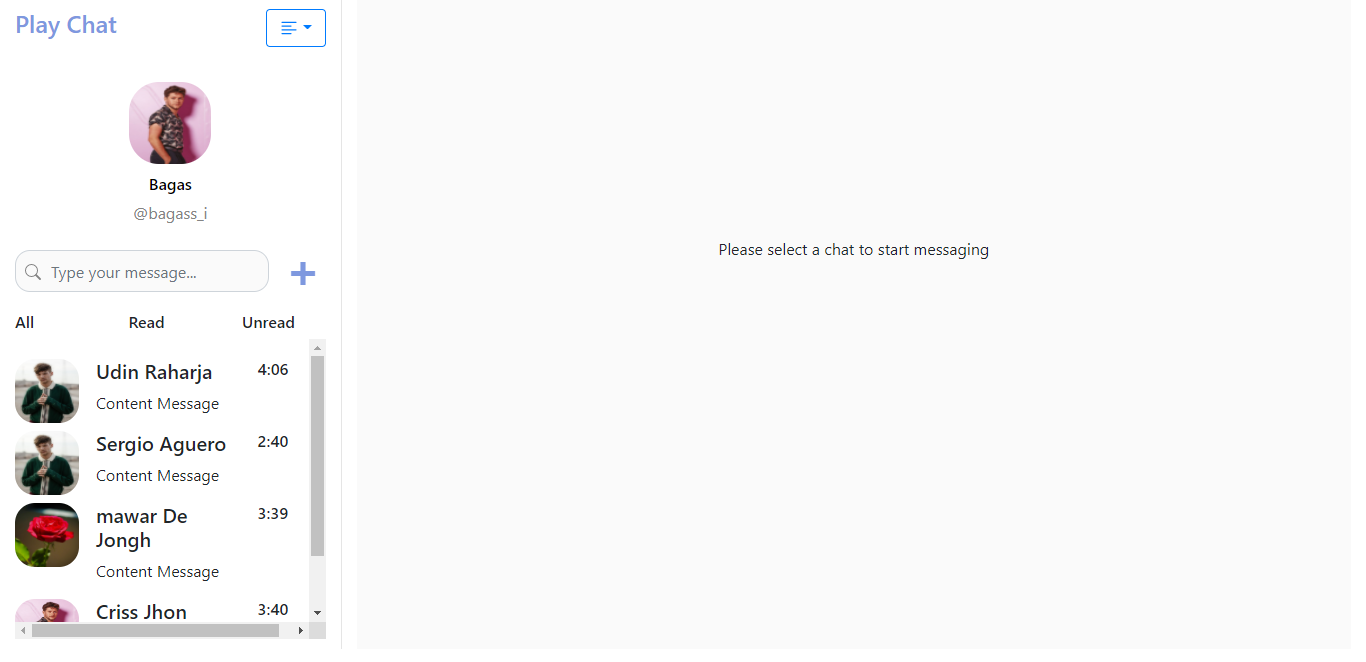 Play Chat
Bagas
@bagass_i
Type your message...
All Read Unread
Udin Raharja 4:06
Content Message
Sergio Aguero 2:40
Content Message
mawar De 3:39
Jongh
Content Message
Criss Jhon 3:40
Please select a chat to start messaging